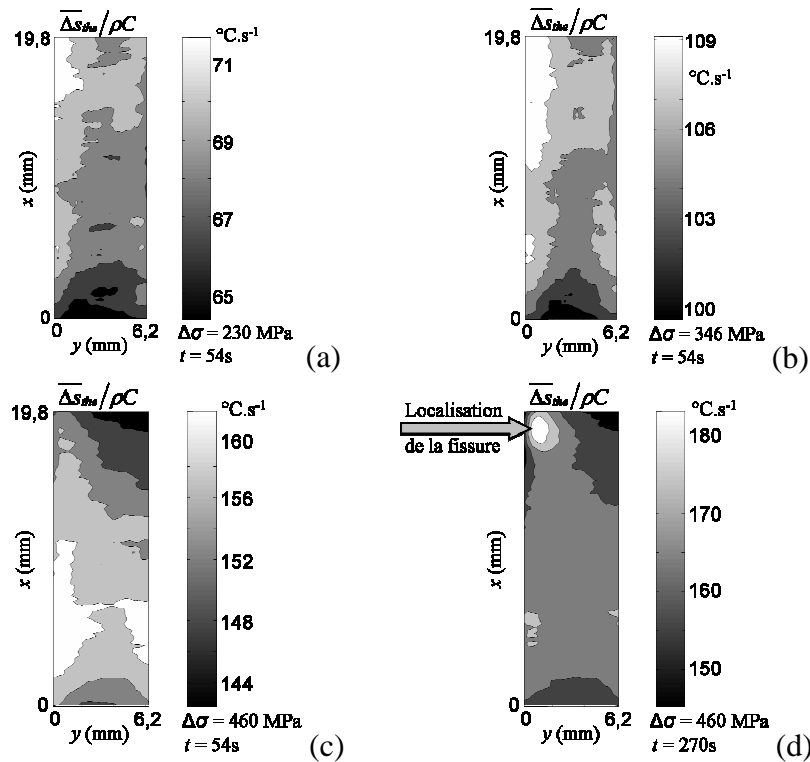 Δs_the/ρC
°C.s⁻¹
19,8
71
69
67
65
x (mm)
0
0
6,2
y (mm)
Δσ = 230 MPa
t = 54s
(a)
Δs_the/ρC
19,8
109
°C.s⁻¹
106
103
100
x (mm)
0
0
6,2
y (mm)
Δσ = 346 MPa
t = 54s
(b)
Δs_the/ρC
°C.s⁻¹
19,8
160
156
152
148
144
x (mm)
0
0
6,2
y (mm)
Δσ = 460 MPa
t = 54s
(c)
Localisation
de la fissure
Δs_the/ρC
°C.s⁻¹
19,8
180
170
160
150
x (mm)
0
0
6,2
y (mm)
Δσ = 460 MPa
t = 270s
(d)